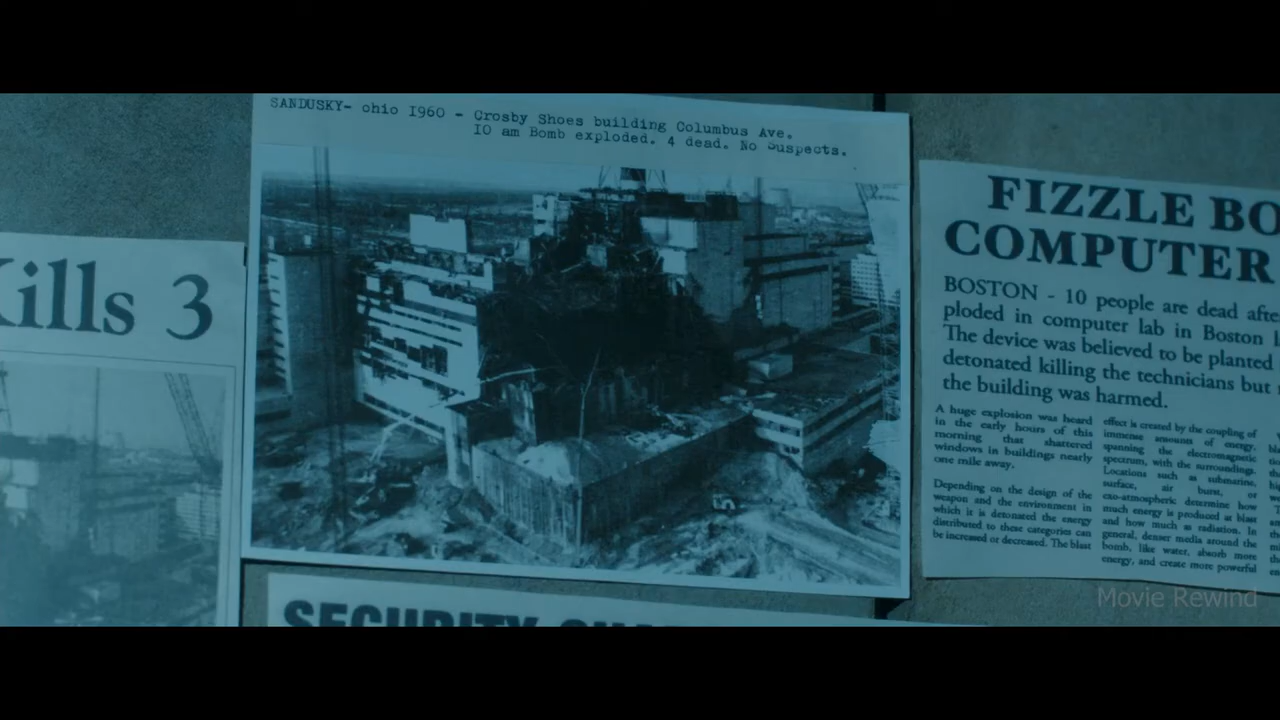 SANDUSKY- ohio 1960 - Crosby Shoes building Columbus Ave.
10 am Bomb exploded. 4 dead. No Suspects.
Kills 3
FIZZLE BO
COMPUTER
BOSTON - 10 people are dead afte
ploded in computer lab in Boston
The device was believed to be planted
detonated killing the technicians but
the building was harmed.
A huge explosion was heard
in the early hours of this
morning that shattered
windows in buildings nearly
one mile away.
Depending on the design of the
weapon and the environment in
which it is detonated the energy
distributed to these categories can
be increased or decreased. The blast
effect is created by the coupling of
immense amounts of energy,
spanning the electromagnetic
spectrum, with the surroundings.
Locations such as submarine,
surface, air burst, or
exo-atmospheric determine how
much energy is produced at blast
and how much as radiation. In
general, denser media around the
bomb, like water, absorb more
energy, and create more powerful
SECURITY
Movie Rewind